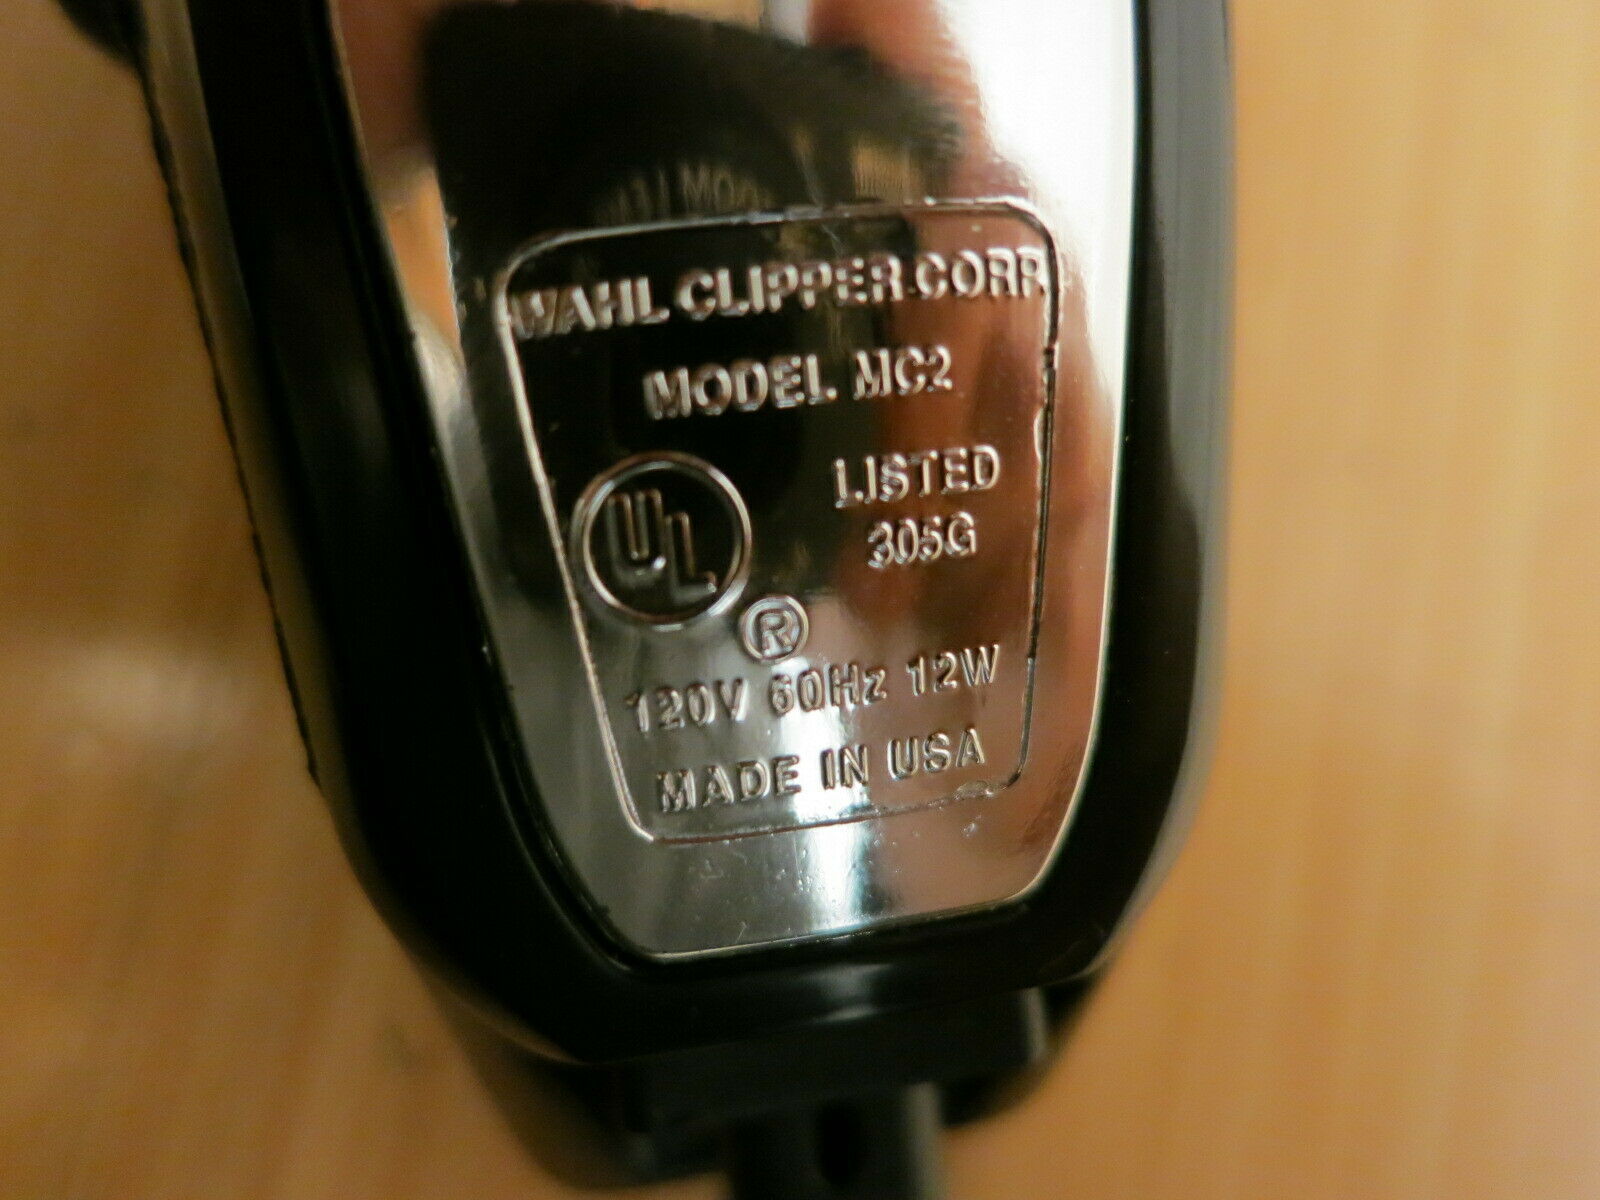 WAHL CLIPPER CORP.
MODEL MC2
UL
LISTED
305G
®
120V 60Hz 12W
MADE IN USA